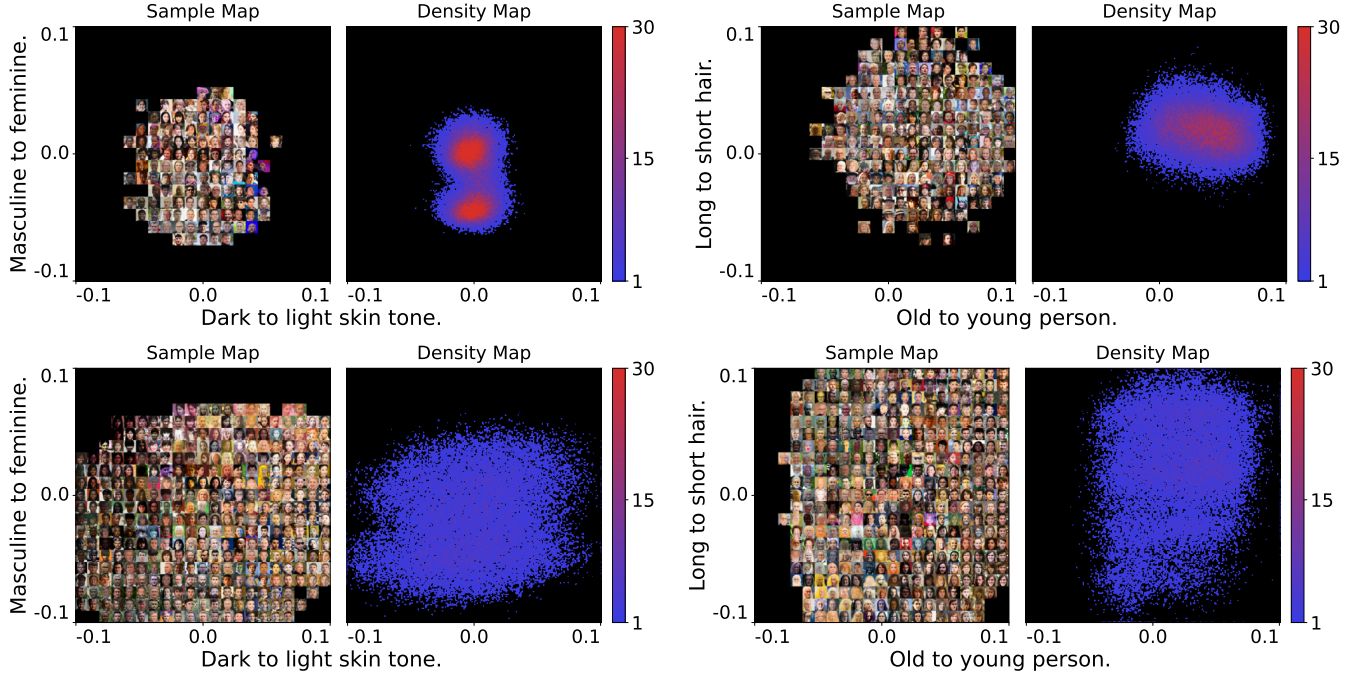 Sample Map
Density Map
Sample Map
Density Map
Masculine to feminine.
0.1
0.0
-0.1
-0.1
0.0
0.1
Dark to light skin tone.
30
15
1
Long to short hair.
0.1
0.0
-0.1
-0.1
0.0
0.1
0.0
0.1
-0.1
Old to young person.
30
15
1
Sample Map
Density Map
Sample Map
Density Map
Masculine to feminine.
0.1
0.0
-0.1
-0.1
0.0
0.1
-0.1
0.0
0.1
Dark to light skin tone.
30
15
1
Long to short hair.
0.1
0.0
-0.1
-0.1
0.0
0.1
-0.1
0.0
0.1
Old to young person.
30
15
1